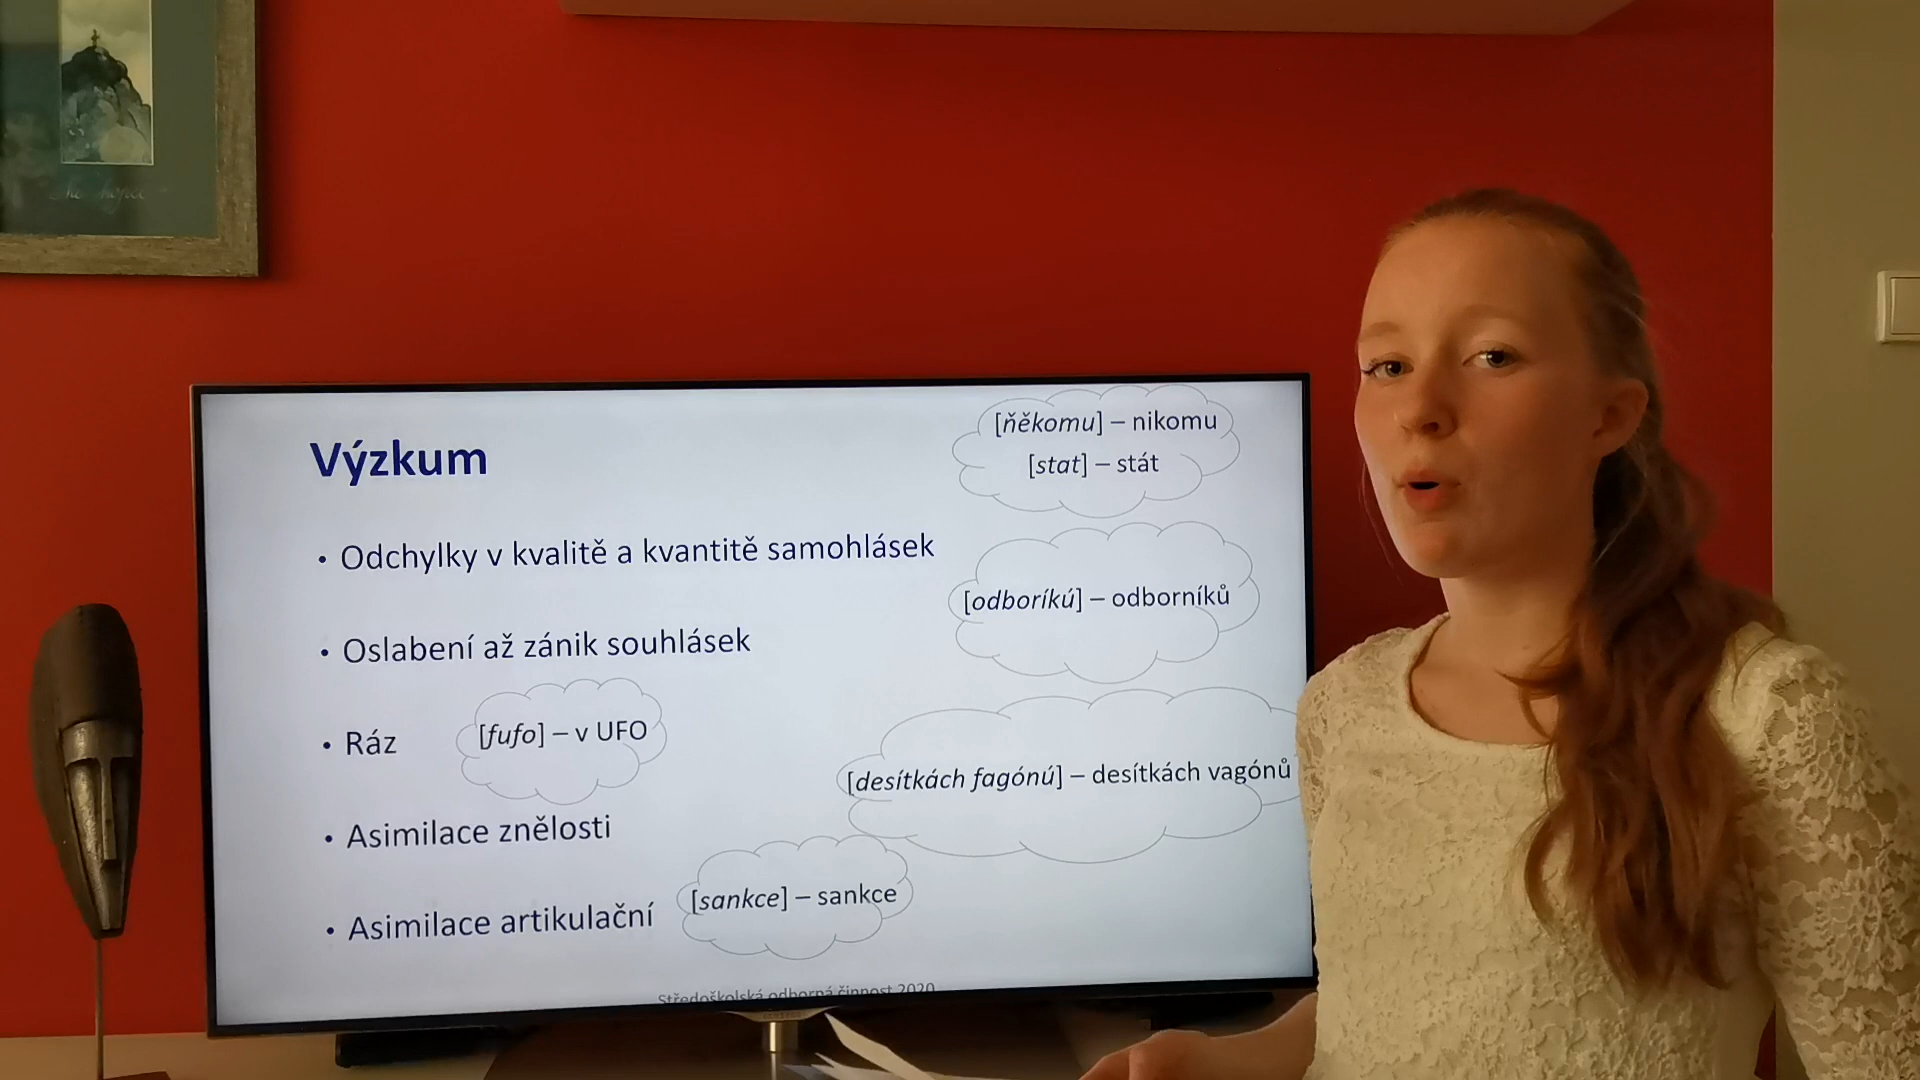 Výzkum
[ňěkomu] – nikomu
[stat] – stát
• Odchylky v kvalitě a kvantitě samohlásek
[odboríkú] – odborníků
• Oslabení až zánik souhlásek
• Ráz
[fufo] – v UFO
[desítkách fagónú] – desítkách vagónů
• Asimilace znělosti
• Asimilace artikulační
[sankce] – sankce
Středoškolská odborná činnost 2020